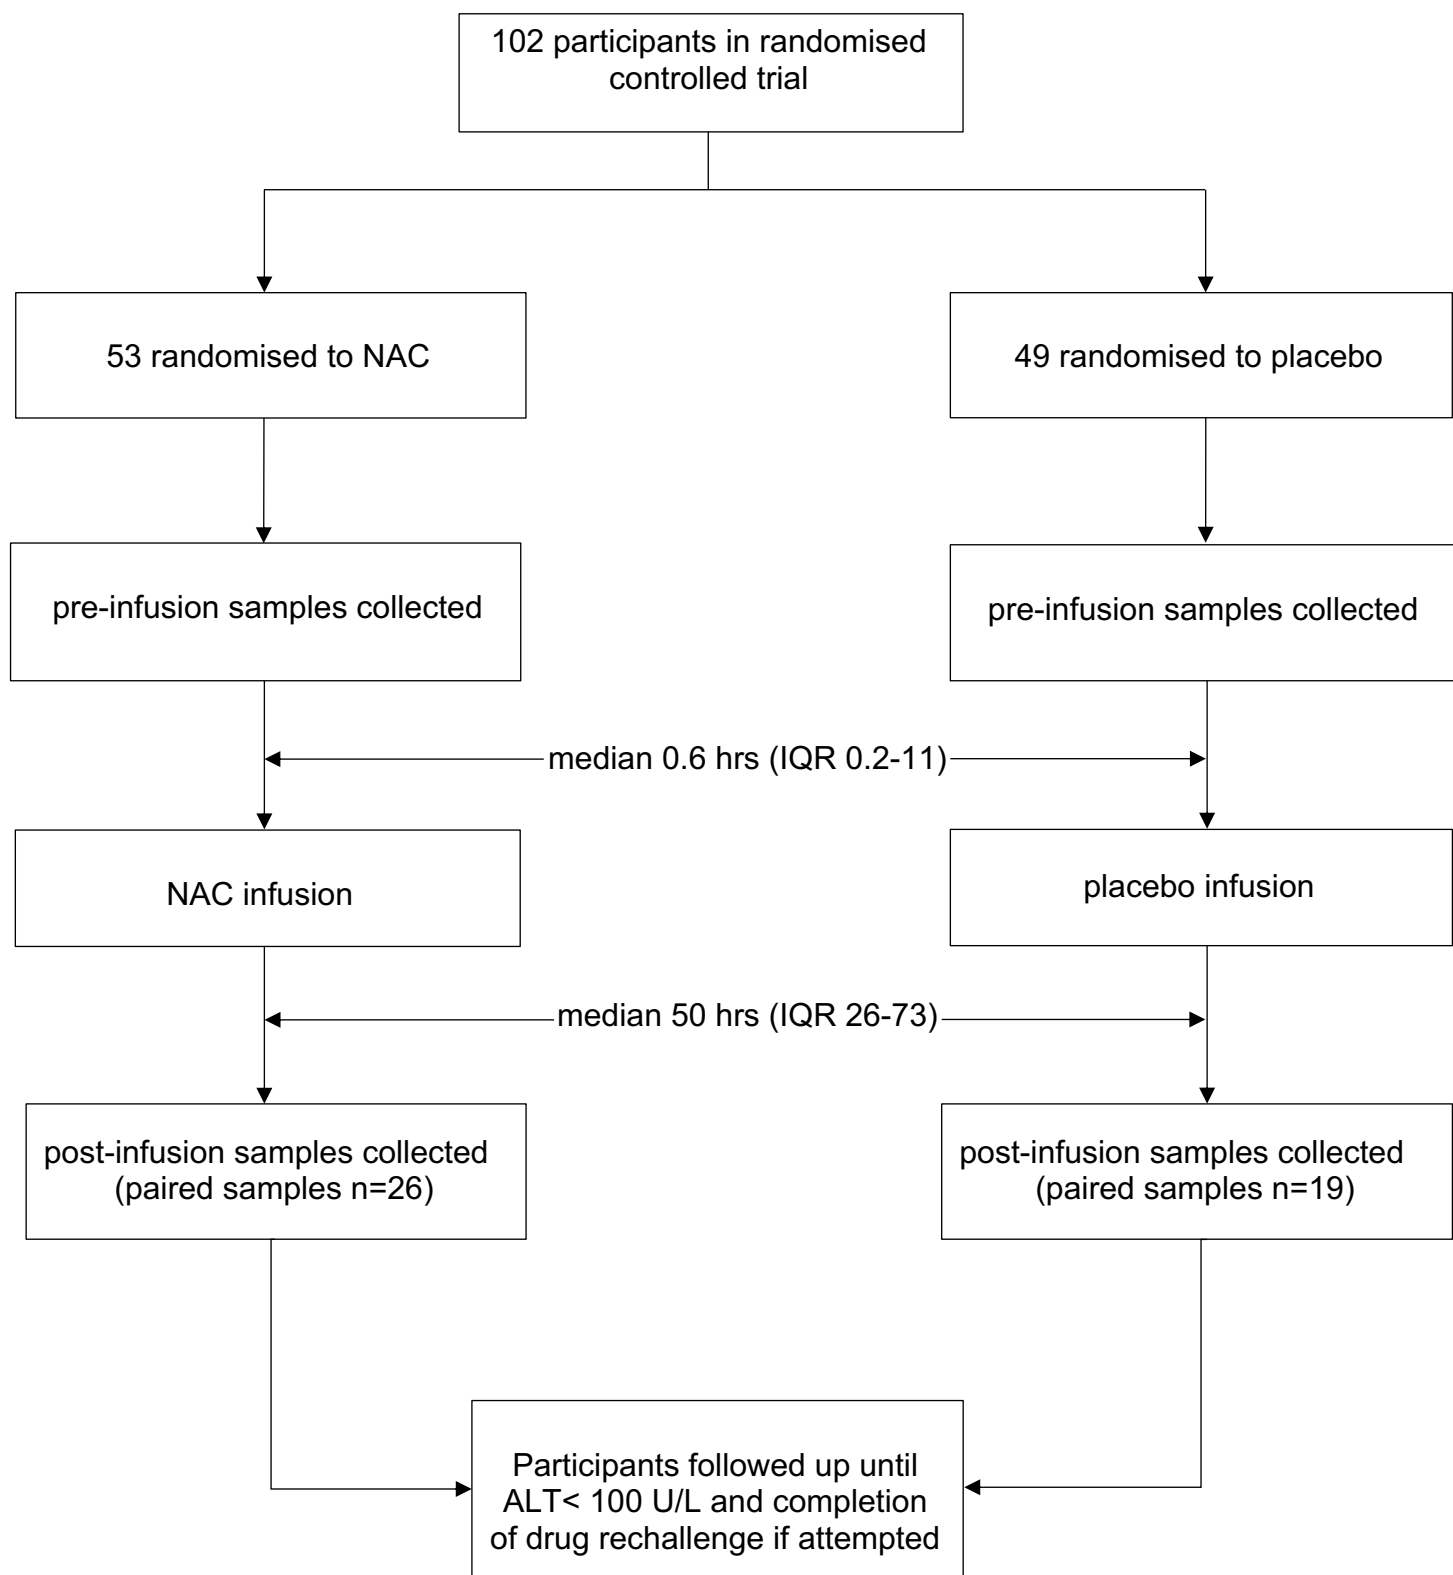 102 participants in randomised
controlled trial
53 randomised to NAC
49 randomised to placebo
pre-infusion samples collected
pre-infusion samples collected
median 0.6 hrs (IQR 0.2-11)
NAC infusion
placebo infusion
median 50 hrs (IQR 26-73)
post-infusion samples collected
(paired samples n=26)
post-infusion samples collected
(paired samples n=19)
Participants followed up until
ALT< 100 U/L and completion
of drug rechallenge if attempted